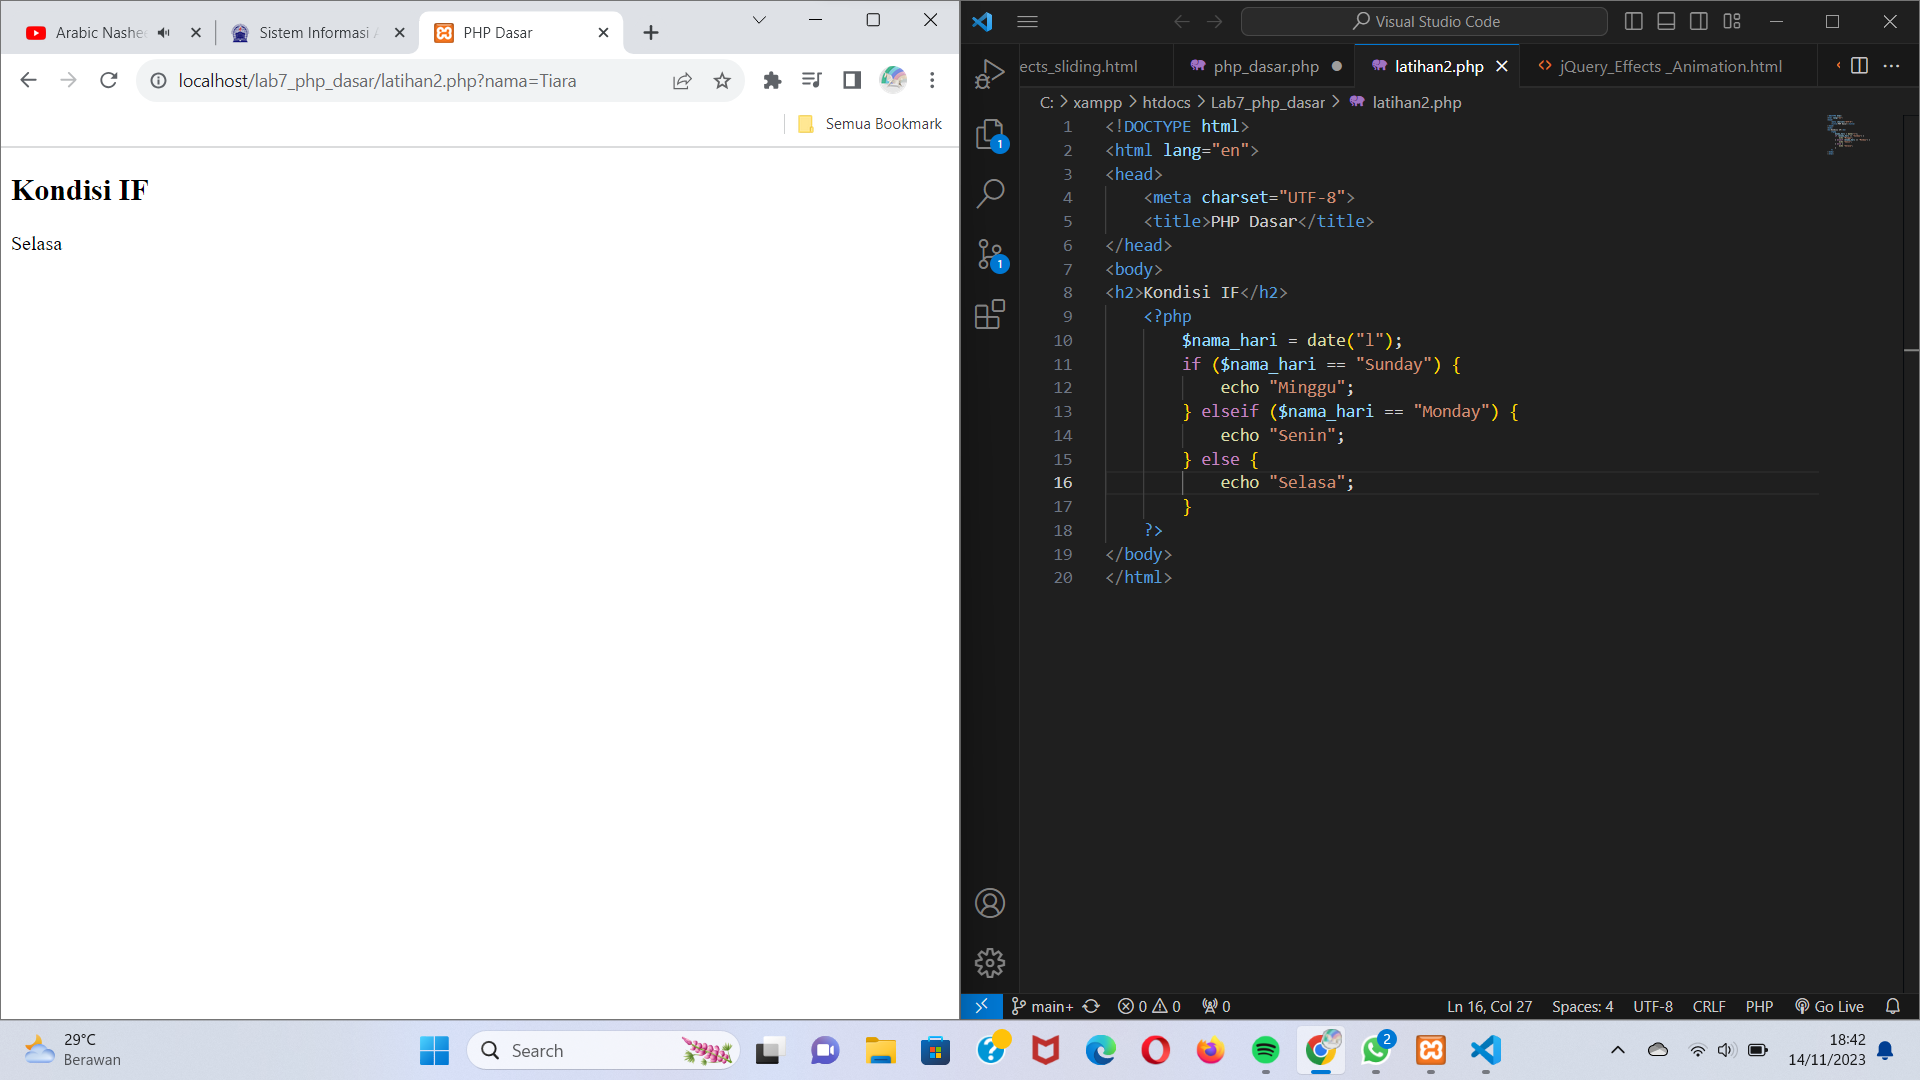 Arabic Nashe
Sistem Informasi A
PHP Dasar
localhost/lab7_php_dasar/latihan2.php?nama=Tiara
Semua Bookmark
Kondisi IF
Selasa
Visual Studio Code
ects_sliding.html
php_dasar.php
latihan2.php
jQuery_Effects _Animation.html
C: > xampp > htdocs > Lab7_php_dasar > latihan2.php
1 <!DOCTYPE html>
2 <html lang="en">
3 <head>
4 <meta charset="UTF-8">
5 <title>PHP Dasar</title>
6 </head>
7 <body>
8 <h2>Kondisi IF</h2>
9 <?php
10 $nama_hari = date("l");
11 if ($nama_hari == "Sunday") {
12 echo "Minggu";
13 } elseif ($nama_hari == "Monday") {
14 echo "Senin";
15 } else {
16 echo "Selasa";
17 }
18 ?>
19 </body>
20 </html>
1
1
main+ 0 0 0
Ln 16, Col 27 Spaces: 4 UTF-8 CRLF PHP Go Live
29°C
Berawan
Search
2
18:42
14/11/2023